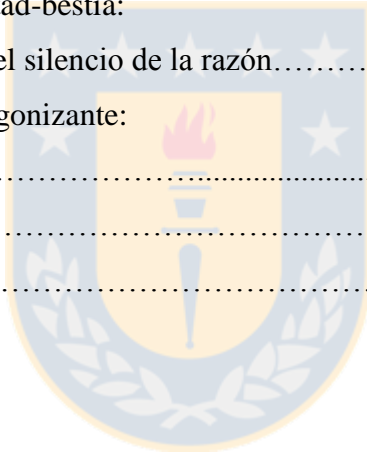 ad-bestia:
el silencio de la razón………
gonizante: